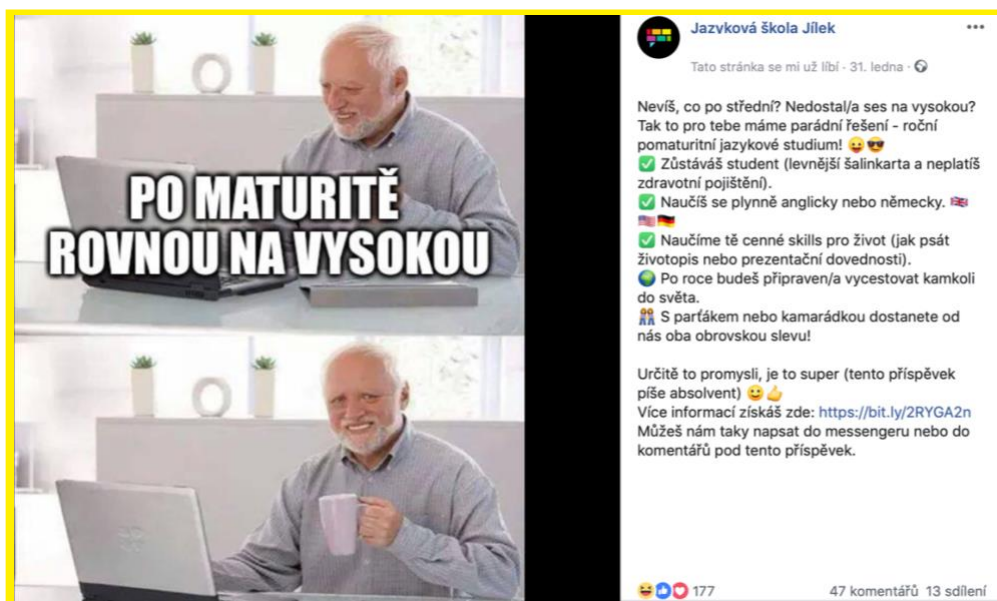 PO MATURITĚ
ROVNOU NA VYSOKOU
Jazyková škola Jílek
Tato stránka se mi už líbí · 31. ledna ·
Nevíš, co po střední? Nedostal/a ses na vysokou?
Tak to pro tebe máme parádní řešení - roční
pomaturitní jazykové studium! 😛😎
✅ Zůstáváš student (levnější šalinkarta a neplatíš
zdravotní pojištění).
✅ Naučíš se plynně anglicky nebo německy. 🇬🇧
🇺🇸🇩🇪
✅ Naučíme tě cenné skills pro život (jak psát
životopis nebo prezentační dovednosti).
🌍 Po roce budeš připraven/a vycestovat kamkoli
do světa.
👭 S parťákem nebo kamarádkou dostanete od
nás oba obrovskou slevu!
Určitě to promysli, je to super (tento příspěvek
píše absolvent) 😉👍
Více informací získáš zde: https://bit.ly/2RYGA2n
Můžeš nám taky napsat do messengeru nebo do
komentářů pod tento příspěvek.
177
47 komentářů 13 sdílení